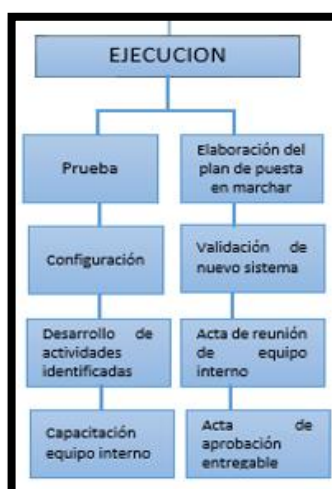 EJECUCION
Prueba
Configuración
Desarrollo de
actividades
identificadas
Capacitación
equipo interno
Elaboración del
plan de puesta
en marchar
Validación de
nuevo sistema
Acta de reunión
de equipo
interno
Acta de
aprobación
entregable